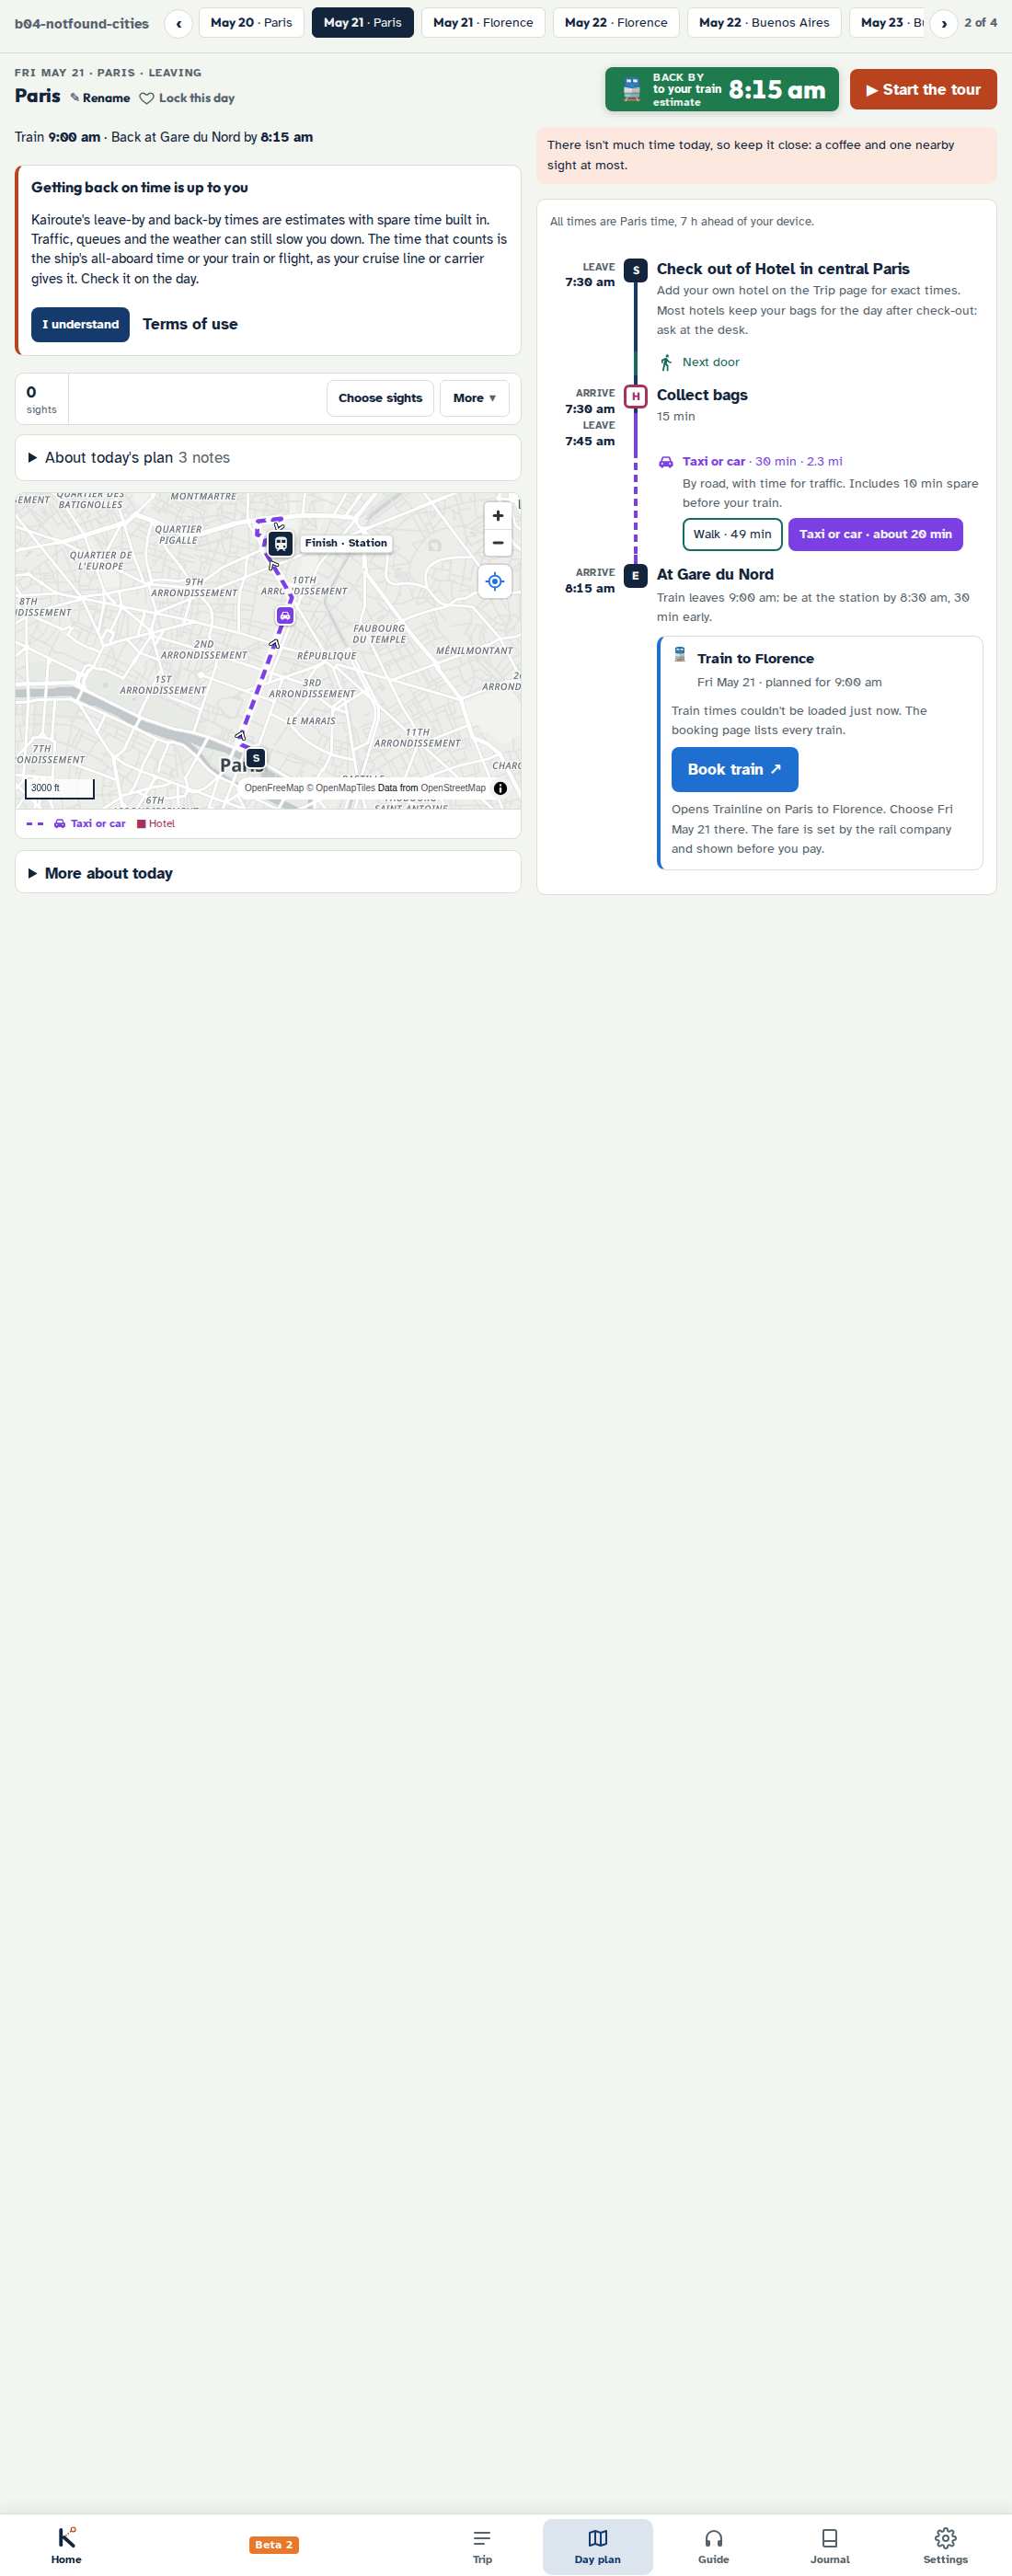 b04-notfound-cities
‹
May 20 · Paris
May 21 · Paris
May 21 · Florence
May 22 · Florence
May 22 · Buenos Aires
May 23 ·
›
2 of 4
FRI MAY 21 · PARIS · LEAVING
Paris ✎ Rename Lock this day
BACK BY
to your train
estimate
8:15 am
▶ Start the tour
Train 9:00 am · Back at Gare du Nord by 8:15 am
Getting back on time is up to you
Kairoute's leave-by and back-by times are estimates with spare time built in.
Traffic, queues and the weather can still slow you down. The time that counts is
the ship's all-aboard time or your train or flight, as your cruise line or carrier
gives it. Check it on the day.
I understand Terms of use
0
sights
Choose sights
More ▼
▶ About today's plan 3 notes
QUARTIER DES
BATIGNOLLES
MONTMARTRE
QUARTIER
PIGALLE
QUARTIER DE
L'EUROPE
Finish · Station
+
−
9TH
ARRONDISSEMENT
10TH
8TH
FAUBOURG
DU TEMPLE
2ND
ARRONDISSEMENT
RÉPUBLIQUE
MÉNILMONTANT
1ST
ARRONDISSEMENT
3RD
ARRONDISSEMENT
LE MARAIS
11TH
ARRONDISSEMENT
7TH
Paris
S
3000 ft
6TH
OpenFreeMap © OpenMapTiles Data from OpenStreetMap
Taxi or car Hotel
▶ More about today
There isn't much time today, so keep it close: a coffee and one nearby
sight at most.
All times are Paris time, 7 h ahead of your device.
LEAVE
7:30 am
S
Check out of Hotel in central Paris
Add your own hotel on the Trip page for exact times.
Most hotels keep your bags for the day after check-out:
ask at the desk.
Next door
ARRIVE
7:30 am
LEAVE
7:45 am
H
Collect bags
15 min
Taxi or car · 30 min · 2.3 mi
By road, with time for traffic. Includes 10 min spare
before your train.
Walk · 49 min
Taxi or car · about 20 min
ARRIVE
8:15 am
E
At Gare du Nord
Train leaves 9:00 am: be at the station by 8:30 am, 30
min early.
Train to Florence
Fri May 21 · planned for 9:00 am
Train times couldn't be loaded just now. The
booking page lists every train.
Book train ↗
Opens Trainline on Paris to Florence. Choose Fri
May 21 there. The fare is set by the rail company
and shown before you pay.
Home
Beta 2
Trip
Day plan
Guide
Journal
Settings